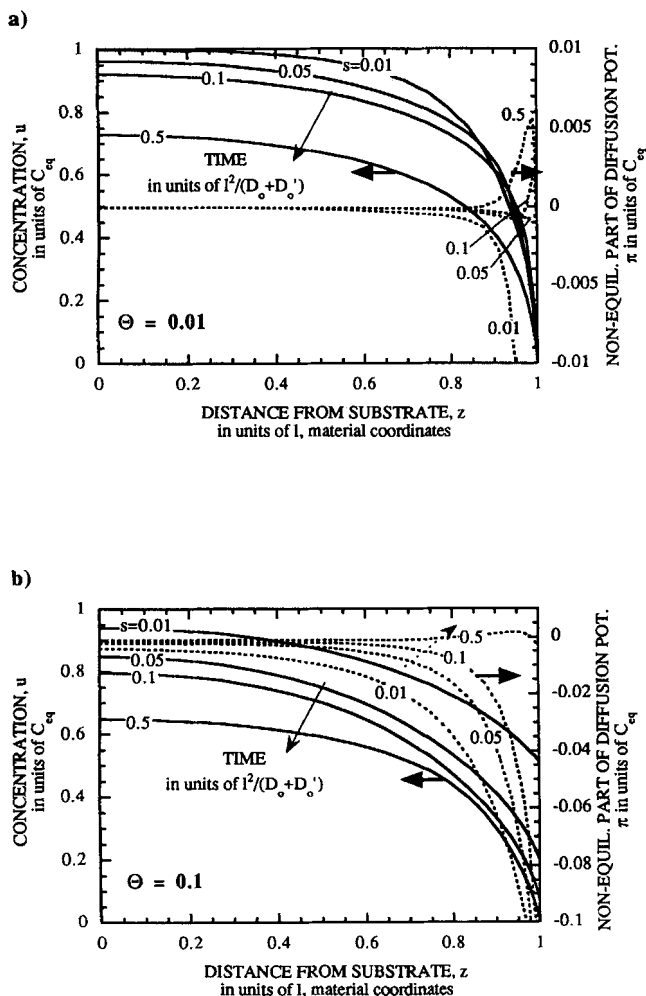 a)
1
0.8
0.6
0.4
0.2
0
CONCENTRATION, u
in units of C_eq
0.01
0.005
0
-0.005
-0.01
NON-EQUIL. PART OF DIFFUSION POT.
π in units of C_eq
s=0.01
0.05
0.1
0.5
0.5
TIME
in units of l²/(D_o+D_o')
0.1
0.05
0.01
Θ = 0.01
0 0.2 0.4 0.6 0.8 1
DISTANCE FROM SUBSTRATE, z
in units of l, material coordinates
b)
1
0.8
0.6
0.4
0.2
0
CONCENTRATION, u
in units of C_eq
0
-0.02
-0.04
-0.06
-0.08
-0.1
NON-EQUIL. PART OF DIFFUSION POT.
π in units of C_eq
s=0.01
0.05
0.1
0.5
0.5
0.1
0.01
0.05
TIME
in units of l²/(D_o+D_o')
Θ = 0.1
0 0.2 0.4 0.6 0.8 1
DISTANCE FROM SUBSTRATE, z
in units of l, material coordinates